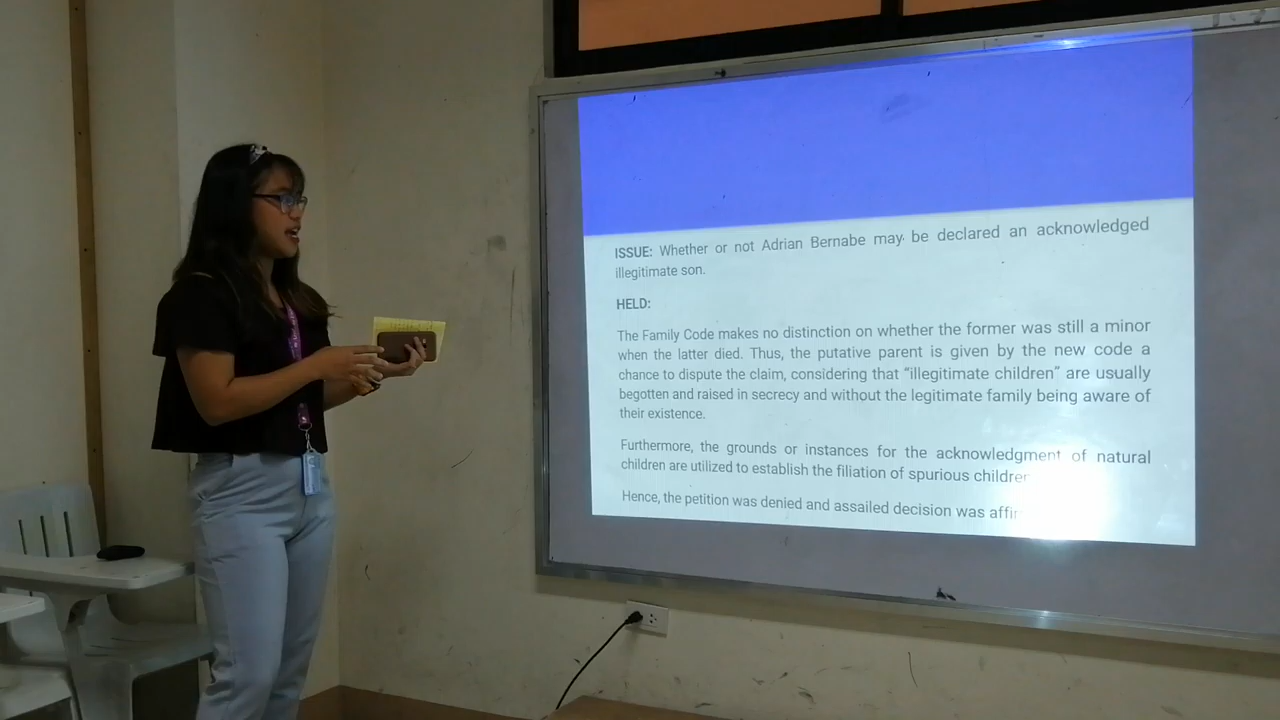 ISSUE: Whether or not Adrian Bernabe may be declared an acknowledged
illegitimate son.
HELD:
The Family Code makes no distinction on whether the former was still a minor
when the latter died. Thus, the putative parent is given by the new code a
chance to dispute the claim, considering that “illegitimate children” are usually
begotten and raised in secrecy and without the legitimate family being aware of
their existence.
Furthermore, the grounds or instances for the acknowledgment of natural
children are utilized to establish the filiation of spurious
Hence, the petition was denied and assailed decision was